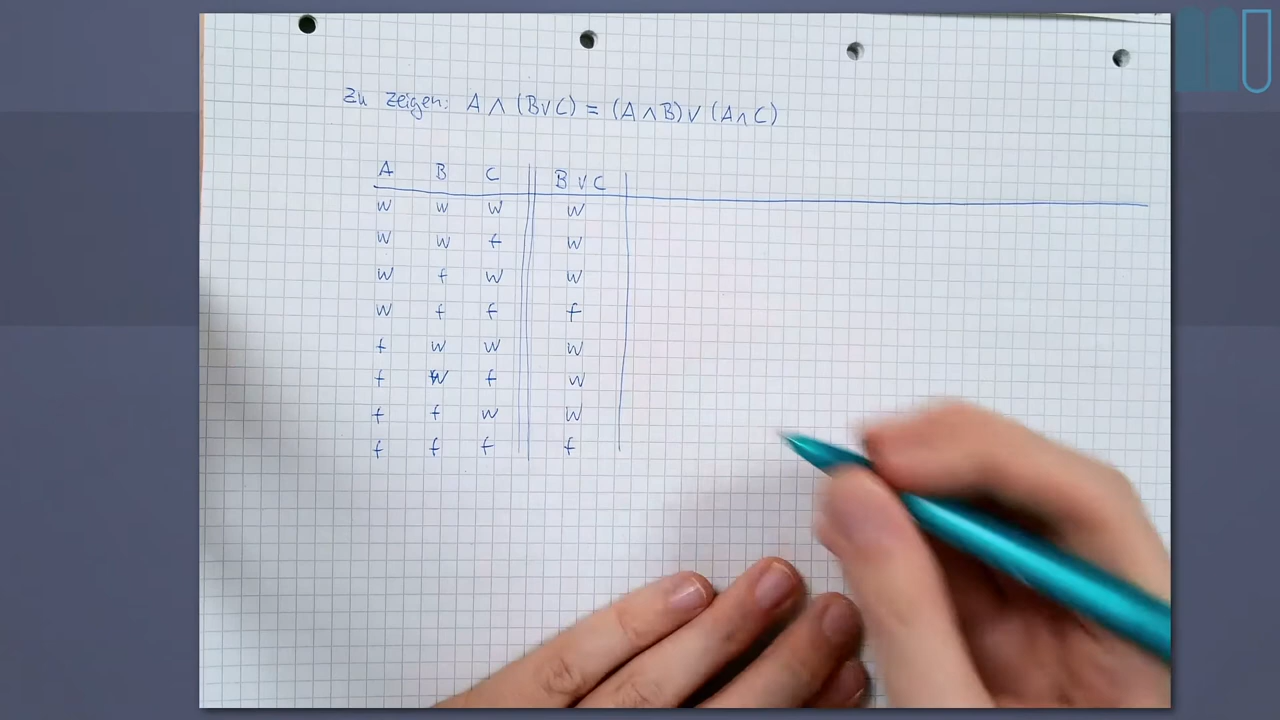 Zu zeigen: A ∧ (B∨C) = (A∧B) ∨ (A∧C)
A B C B ∨ C
w w w w
w w f w
w f w w
w f f f
f w w w
f w f w
f f w w
f f f f